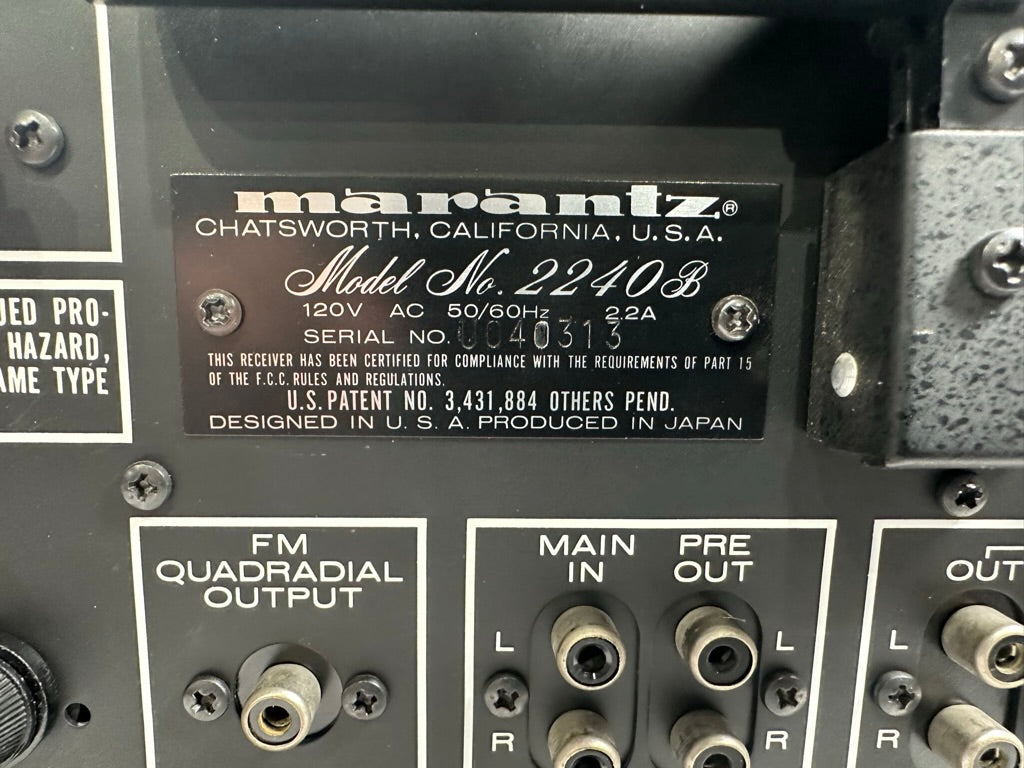 marantz®
CHATSWORTH, CALIFORNIA, U.S.A.
Model No. 2240B
120V AC 50/60Hz 2.2A
SERIAL NO. U040313
THIS RECEIVER HAS BEEN CERTIFIED FOR COMPLIANCE WITH THE REQUIREMENTS OF PART 15
OF THE F.C.C. RULES AND REGULATIONS.
U.S. PATENT NO. 3,431,884 OTHERS PEND.
DESIGNED IN U.S.A. PRODUCED IN JAPAN
UED PRO-
HAZARD,
AME TYPE
FM
QUADRADIAL
OUTPUT
MAIN
IN
PRE
OUT
L
L
R
R
OUT
L
R